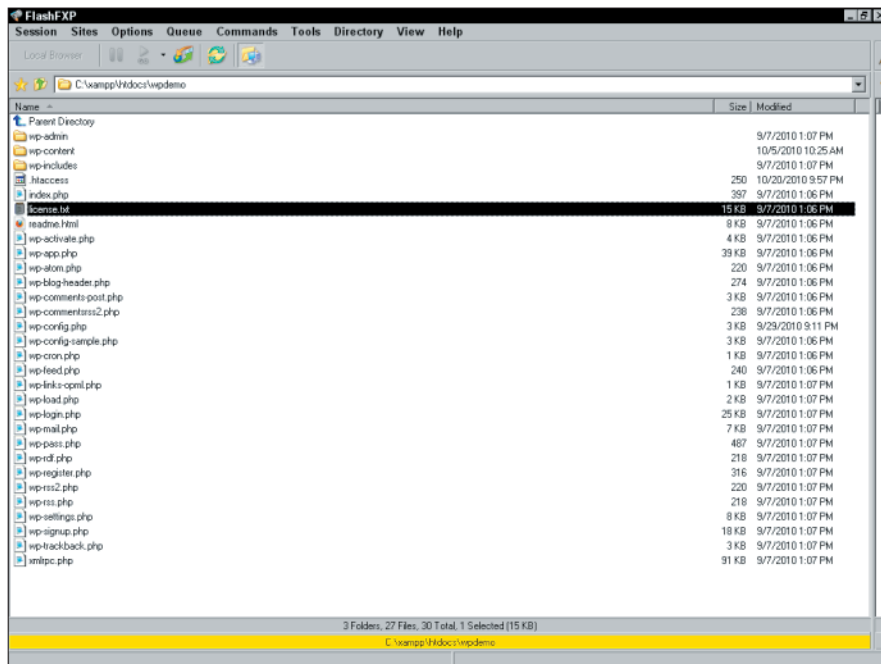 FlashFXP
Session Sites Options Queue Commands Tools Directory View Help
Local Browser
C:\xampp\htdocs\wpdemo
Name Size Modified
Parent Directory
wp-admin 9/7/2010 1:07 PM
wp-content 10/5/2010 10:25 AM
wp-includes 9/7/2010 1:07 PM
.htaccess 250 10/20/2010 9:57 PM
index.php 397 9/7/2010 1:06 PM
license.txt 15 KB 9/7/2010 1:06 PM
readme.html 8 KB 9/7/2010 1:06 PM
wp-activate.php 4 KB 9/7/2010 1:06 PM
wp-app.php 39 KB 9/7/2010 1:06 PM
wp-atom.php 220 9/7/2010 1:06 PM
wp-blog-header.php 274 9/7/2010 1:06 PM
wp-comments-post.php 3 KB 9/7/2010 1:06 PM
wp-commentsrss2.php 238 9/7/2010 1:06 PM
wp-config.php 3 KB 9/29/2010 9:11 PM
wp-config-sample.php 3 KB 9/7/2010 1:06 PM
wp-cron.php 1 KB 9/7/2010 1:06 PM
wp-feed.php 240 9/7/2010 1:06 PM
wp-links-opml.php 1 KB 9/7/2010 1:07 PM
wp-load.php 2 KB 9/7/2010 1:07 PM
wp-login.php 25 KB 9/7/2010 1:07 PM
wp-mail.php 7 KB 9/7/2010 1:07 PM
wp-pass.php 487 9/7/2010 1:07 PM
wp-rdf.php 218 9/7/2010 1:07 PM
wp-register.php 316 9/7/2010 1:07 PM
wp-rss2.php 220 9/7/2010 1:07 PM
wp-rss.php 218 9/7/2010 1:07 PM
wp-settings.php 8 KB 9/7/2010 1:07 PM
wp-signup.php 18 KB 9/7/2010 1:07 PM
wp-trackback.php 3 KB 9/7/2010 1:07 PM
xmlrpc.php 91 KB 9/7/2010 1:07 PM
3 Folders, 27 Files, 30 Total, 1 Selected (15 KB)
C:\xampp\htdocs\wpdemo